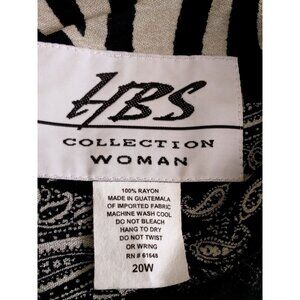 HBS
COLLECTION
WOMAN
100% RAYON
MADE IN GUATEMALA
OF IMPORTED FABRIC
MACHINE WASH COOL
DO NOT BLEACH
HANG TO DRY
DO NOT TWIST
OR WRING
RN # 61648
20W